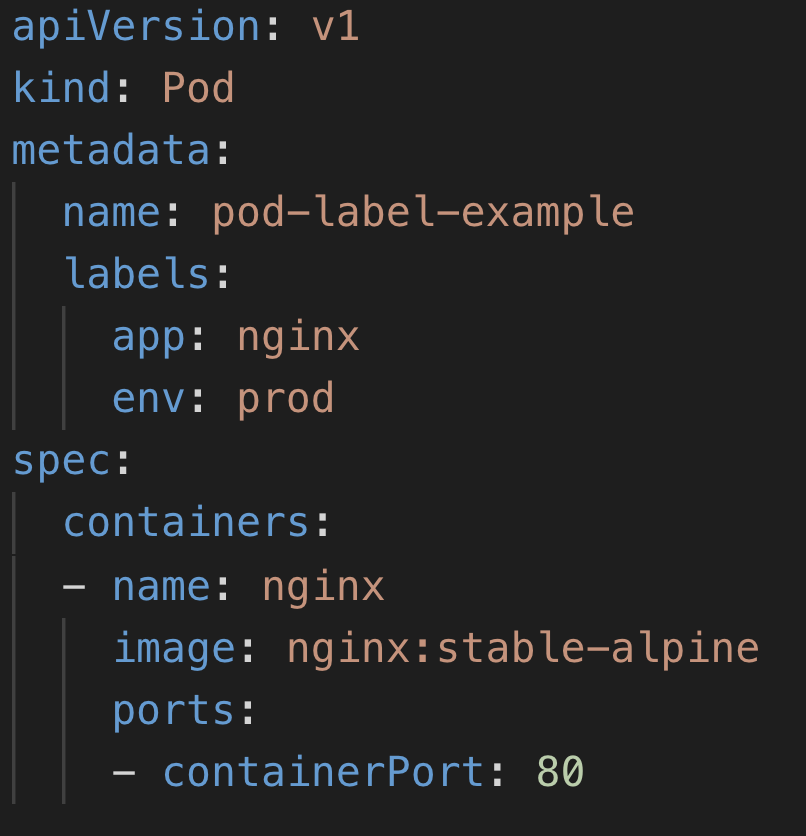 apiVersion: v1
kind: Pod
metadata:
  name: pod-label-example
  labels:
    app: nginx
    env: prod
spec:
  containers:
  - name: nginx
    image: nginx:stable-alpine
    ports:
    - containerPort: 80